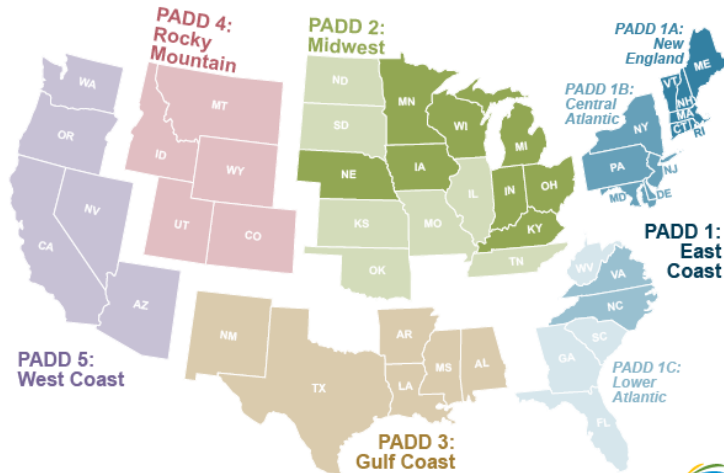 PADD 4:
Rocky
Mountain
PADD 2:
Midwest
PADD 1A:
New
England
PADD 1B:
Central
Atlantic
WA
OR
CA
NV
AZ
MT
ID
WY
UT
CO
ND
SD
NE
KS
OK
MN
IA
MO
WI
IL
MI
IN
OH
KY
TN
ME
VT
NH
MA
CT
RI
NY
PA
NJ
MD
DE
PADD 1:
East
Coast
WV
VA
NC
SC
GA
FL
PADD 1C:
Lower
Atlantic
NM
TX
AR
LA
MS
AL
PADD 5:
West Coast
PADD 3:
Gulf Coast